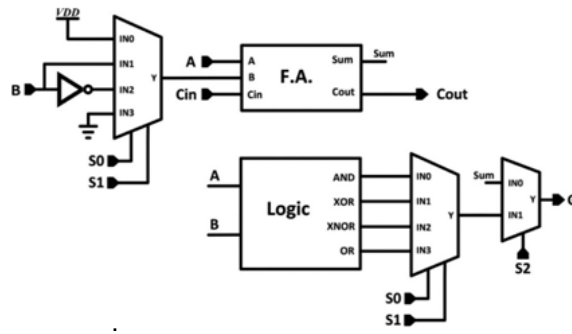 VDD
IN0
IN1
IN2
IN3
Y
B
S0
S1
A
Cin
A
B
Cin
F.A.
Sum
Cout
Sum
Cout
A
B
Logic
AND
XOR
XNOR
OR
IN0
IN1
IN2
IN3
Y
S0
S1
Sum
IN0
IN1
Y
S2